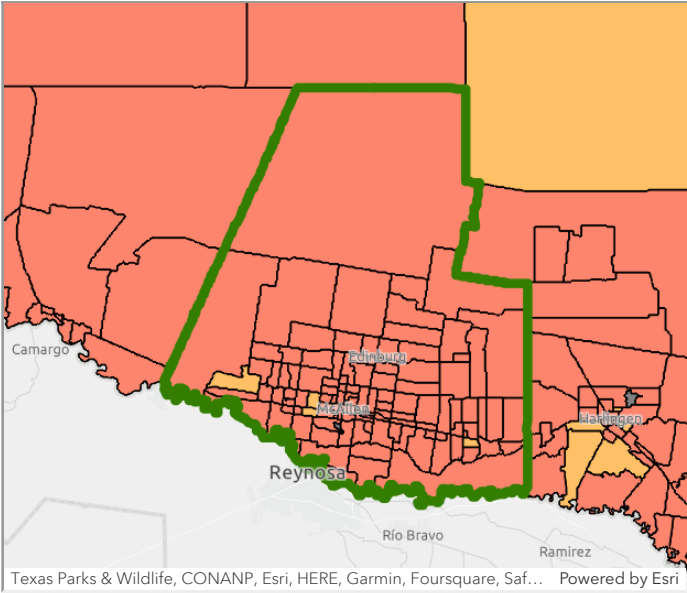 Camargo
Edinburg
McAllen
Harlingen
Reynosa
Río Bravo
Ramirez
Texas Parks & Wildlife, CONANP, Esri, HERE, Garmin, Foursquare, Saf... Powered by Esri